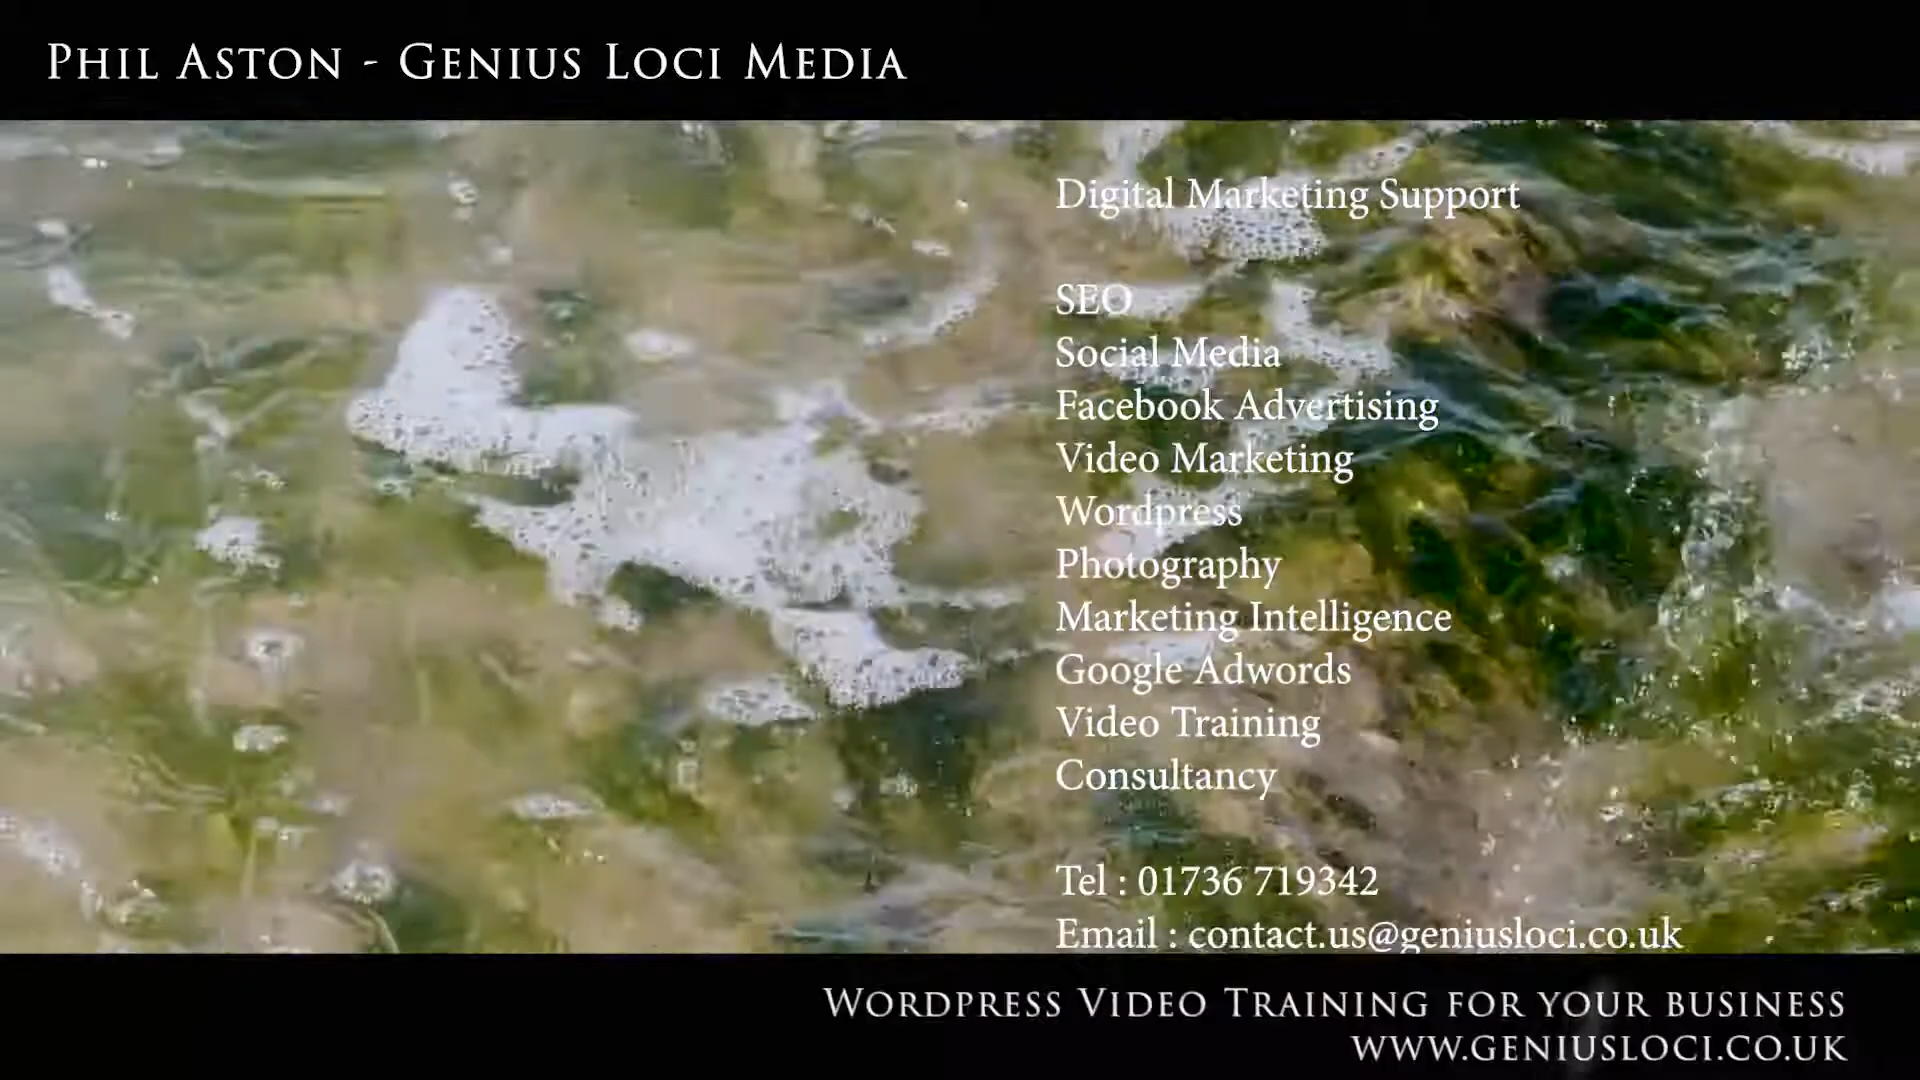 PHIL ASTON - GENIUS LOCI MEDIA
Digital Marketing Support
SEO
Social Media
Facebook Advertising
Video Marketing
Wordpress
Photography
Marketing Intelligence
Google Adwords
Video Training
Consultancy
Tel : 01736 719342
Email : contact.us@geniusloci.co.uk
WORDPRESS VIDEO TRAINING FOR YOUR BUSINESS
WWW.GENIUSLOCI.CO.UK